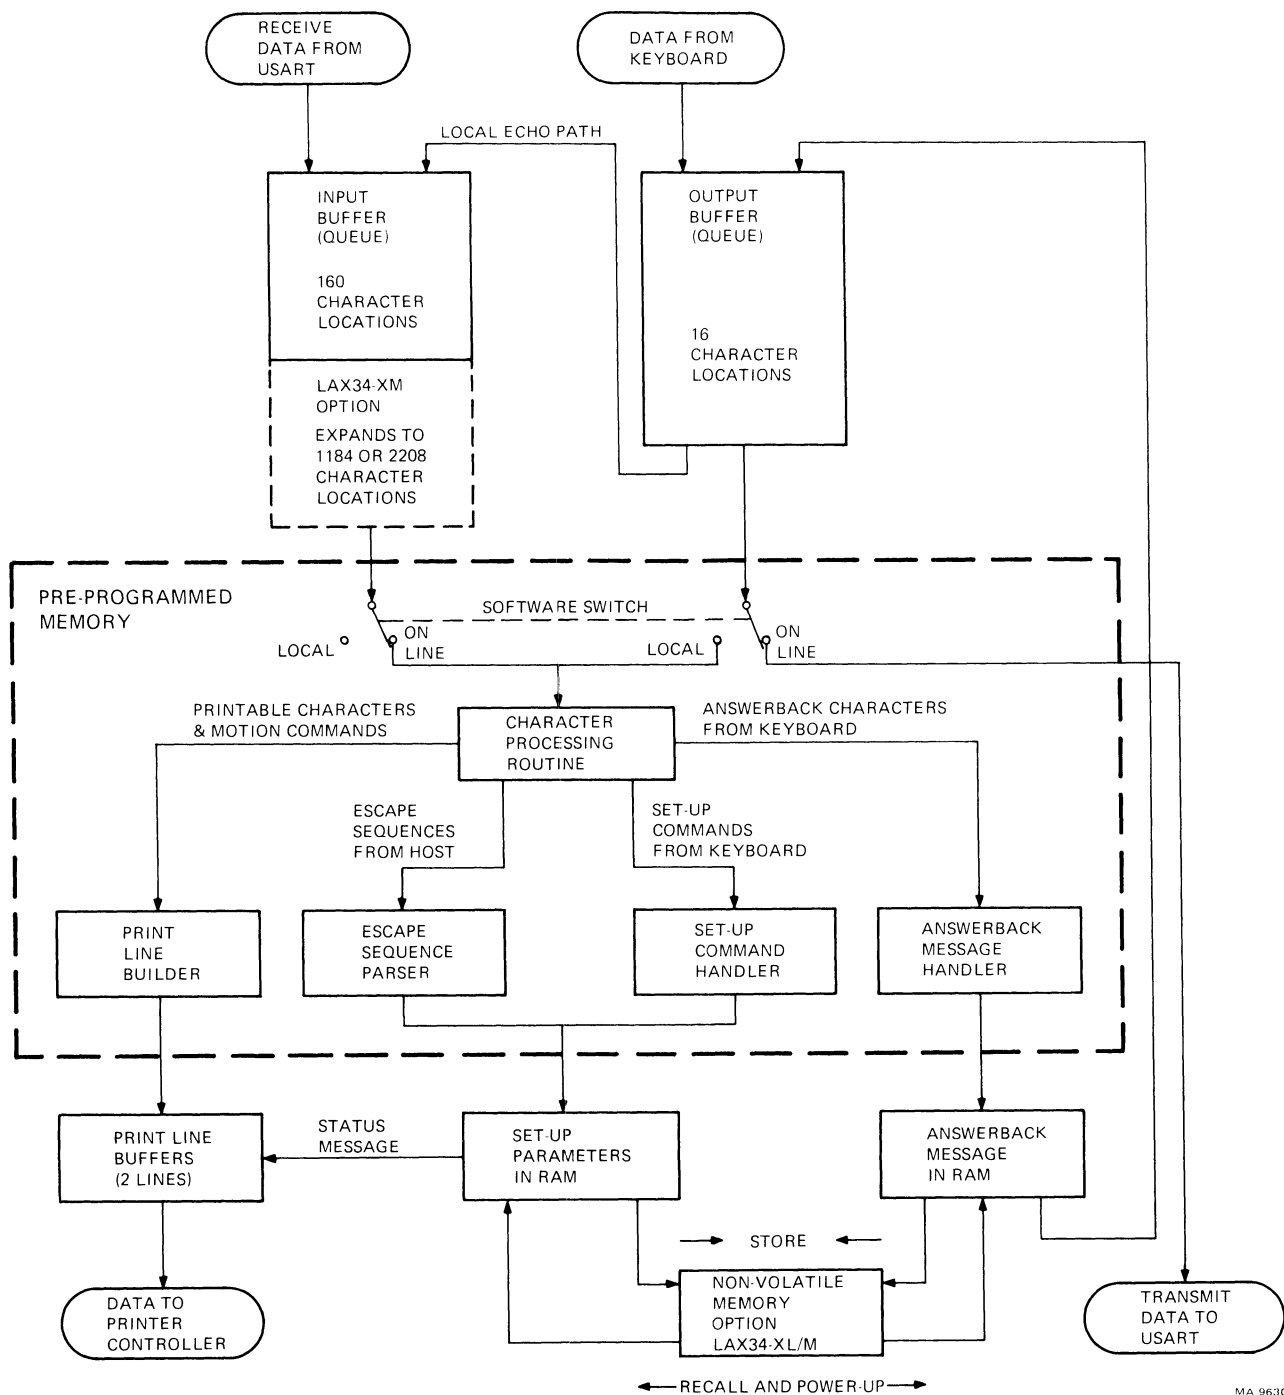 RECEIVE
DATA FROM
USART
DATA FROM
KEYBOARD
LOCAL ECHO PATH
INPUT
BUFFER
(QUEUE)
160
CHARACTER
LOCATIONS
OUTPUT
BUFFER
(QUEUE)
16
CHARACTER
LOCATIONS
LAX34-XM
OPTION
EXPANDS TO
1184 OR 2208
CHARACTER
LOCATIONS
PRE-PROGRAMMED
MEMORY
SOFTWARE SWITCH
LOCAL
ON
LINE
LOCAL
ON
LINE
PRINTABLE CHARACTERS
& MOTION COMMANDS
CHARACTER
PROCESSING
ROUTINE
ANSWERBACK CHARACTERS
FROM KEYBOARD
ESCAPE
SEQUENCES
FROM HOST
SET-UP
COMMANDS
FROM KEYBOARD
PRINT
LINE
BUILDER
ESCAPE
SEQUENCE
PARSER
SET-UP
COMMAND
HANDLER
ANSWERBACK
MESSAGE
HANDLER
PRINT LINE
BUFFERS
(2 LINES)
STATUS
MESSAGE
SET-UP
PARAMETERS
IN RAM
ANSWERBACK
MESSAGE
IN RAM
STORE
DATA TO
PRINTER
CONTROLLER
NON-VOLATILE
MEMORY
OPTION
LAX34-XL/M
TRANSMIT
DATA TO
USART
RECALL AND POWER-UP
MA 9630